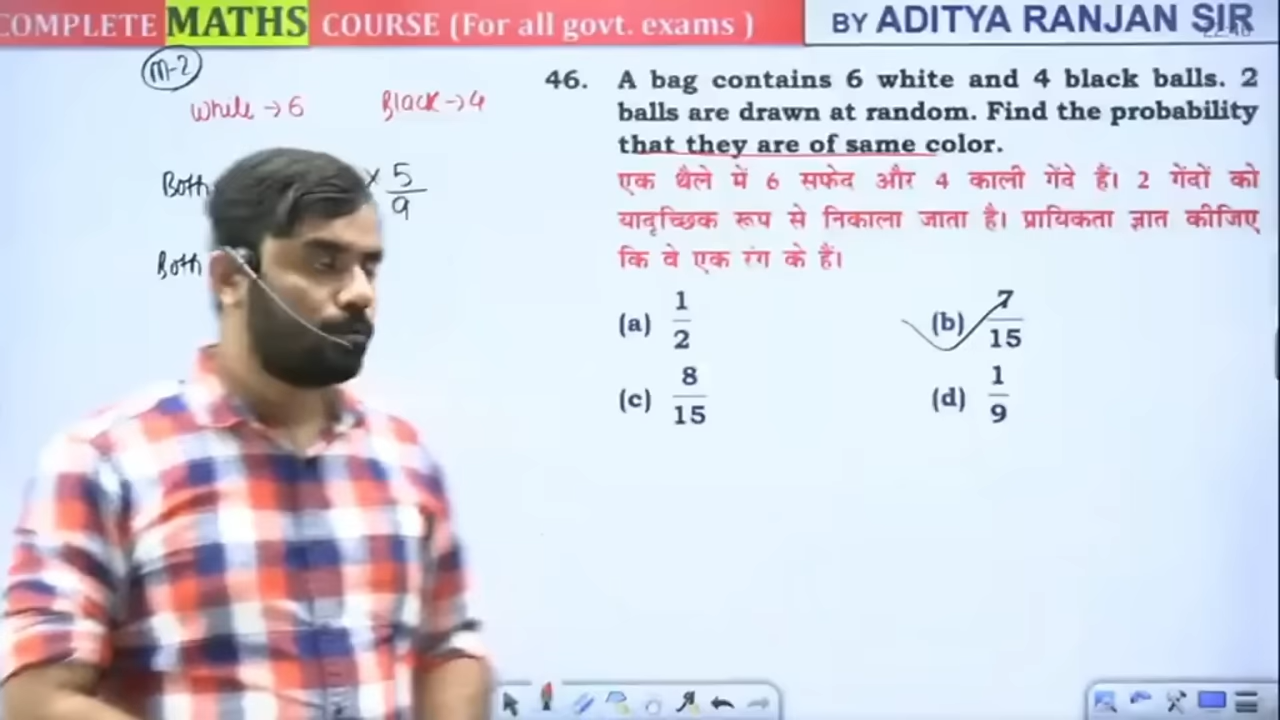 COMPLETE MATHS COURSE (For all govt. exams )
BY ADITYA RANJAN SIR
M-2
White → 6 Black → 4
Both × 5/9
Both
46. A bag contains 6 white and 4 black balls. 2
balls are drawn at random. Find the probability
that they are of same color.
एक थैले में 6 सफेद और 4 काली गेंदे हैं। 2 गेंदों को
यादृच्छिक रूप से निकाला जाता है। प्रायिकता ज्ञात कीजिए
कि वे एक रंग के हैं।
(a) 1/2 (b) 7/15
(c) 8/15 (d) 1/9